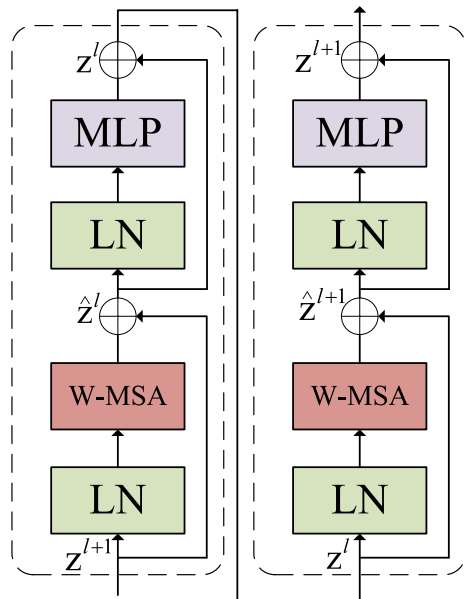 z^l
MLP
LN
ẑ^l
W-MSA
LN
z^{l+1}
z^{l+1}
MLP
LN
ẑ^{l+1}
W-MSA
LN
z^l